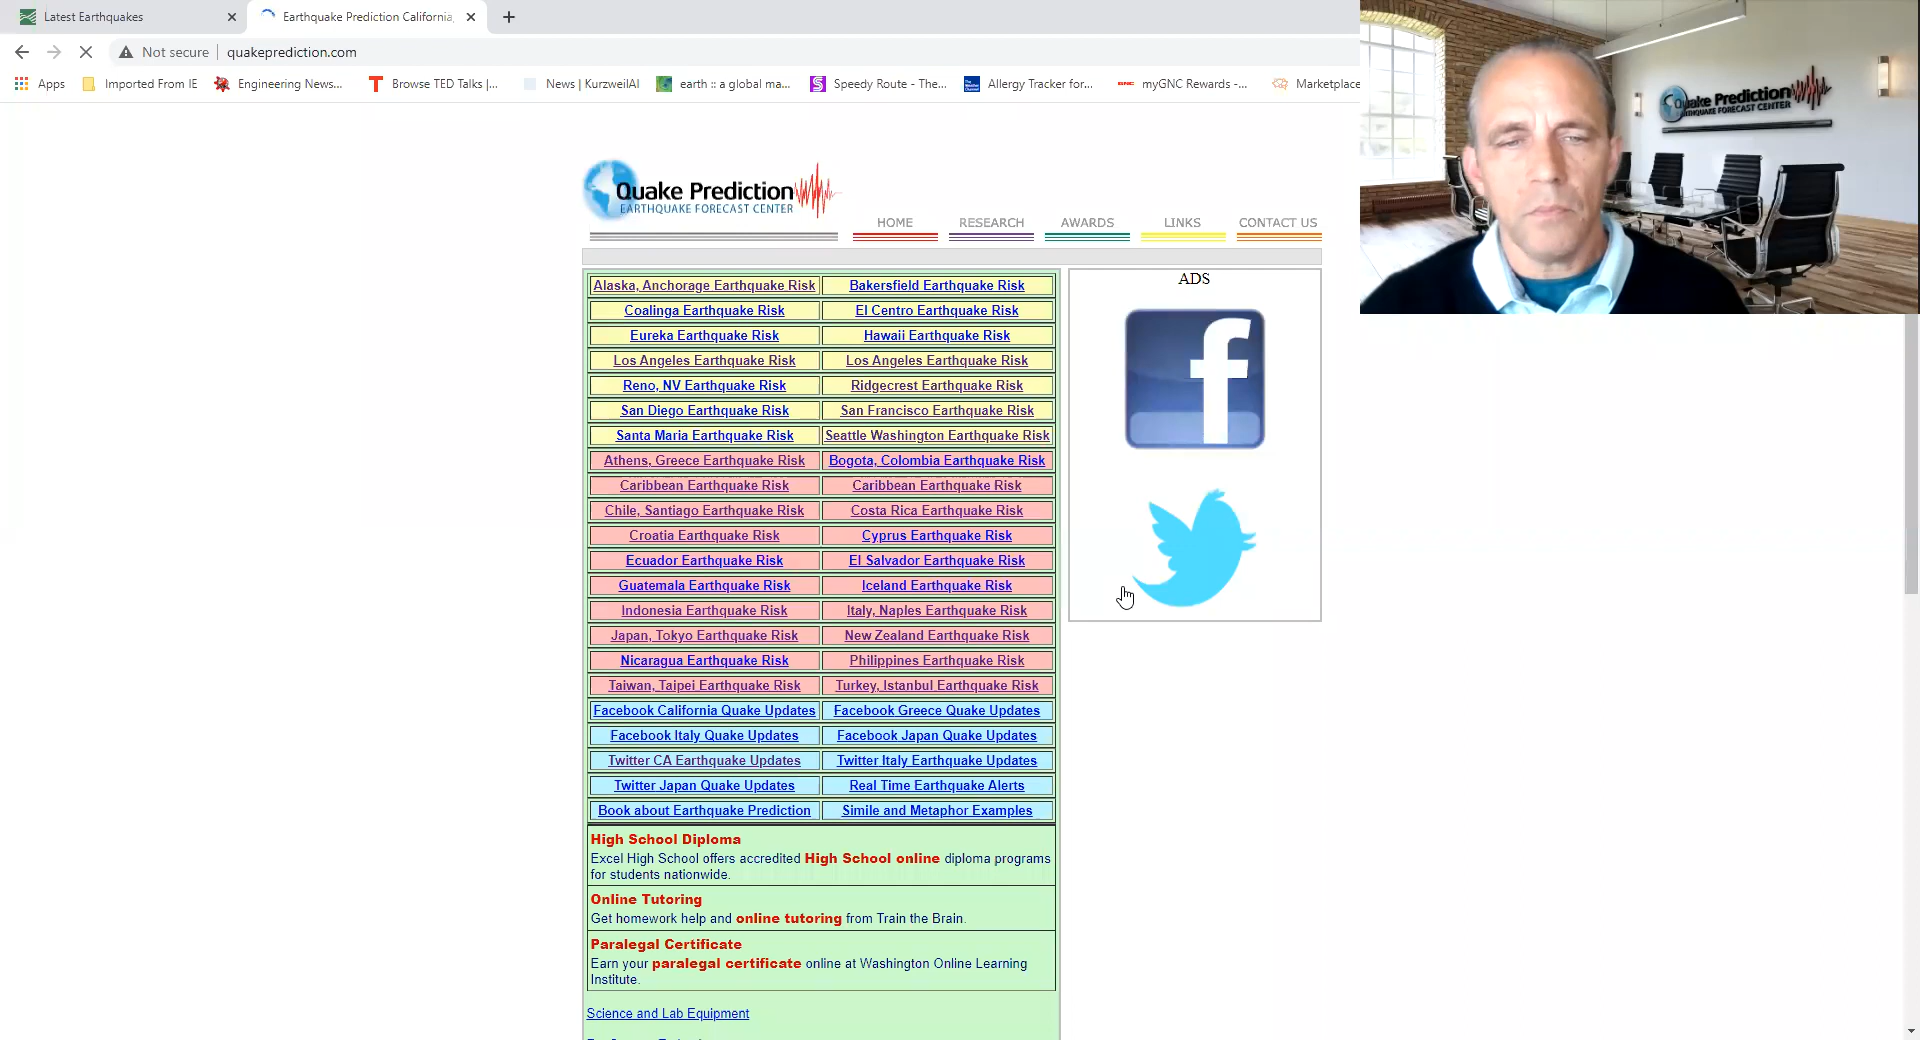 Latest Earthquakes
Earthquake Prediction California,
Not secure
quakeprediction.com
Apps
Imported From IE
Engineering News...
Browse TED Talks |...
News | KurzweilAI
earth :: a global ma...
Speedy Route - The...
Allergy Tracker for...
myGNC Rewards -...
Marketplace
Quake Prediction
EARTHQUAKE FORECAST CENTER
Quake Prediction
EARTHQUAKE FORECAST CENTER
HOME
RESEARCH
AWARDS
LINKS
CONTACT US
Alaska, Anchorage Earthquake Risk
Bakersfield Earthquake Risk
Coalinga Earthquake Risk
El Centro Earthquake Risk
Eureka Earthquake Risk
Hawaii Earthquake Risk
Los Angeles Earthquake Risk
Los Angeles Earthquake Risk
Reno, NV Earthquake Risk
Ridgecrest Earthquake Risk
San Diego Earthquake Risk
San Francisco Earthquake Risk
Santa Maria Earthquake Risk
Seattle Washington Earthquake Risk
Athens, Greece Earthquake Risk
Bogota, Colombia Earthquake Risk
Caribbean Earthquake Risk
Caribbean Earthquake Risk
Chile, Santiago Earthquake Risk
Costa Rica Earthquake Risk
Croatia Earthquake Risk
Cyprus Earthquake Risk
Ecuador Earthquake Risk
El Salvador Earthquake Risk
Guatemala Earthquake Risk
Iceland Earthquake Risk
Indonesia Earthquake Risk
Italy, Naples Earthquake Risk
Japan, Tokyo Earthquake Risk
New Zealand Earthquake Risk
Nicaragua Earthquake Risk
Philippines Earthquake Risk
Taiwan, Taipei Earthquake Risk
Turkey, Istanbul Earthquake Risk
Facebook California Quake Updates
Facebook Greece Quake Updates
Facebook Italy Quake Updates
Facebook Japan Quake Updates
Twitter CA Earthquake Updates
Twitter Italy Earthquake Updates
Twitter Japan Quake Updates
Real Time Earthquake Alerts
Book about Earthquake Prediction
Simile and Metaphor Examples
High School Diploma
Excel High School offers accredited High School online diploma programs
for students nationwide.
Online Tutoring
Get homework help and online tutoring from Train the Brain.
Paralegal Certificate
Earn your paralegal certificate online at Washington Online Learning
Institute.
Science and Lab Equipment
ADS